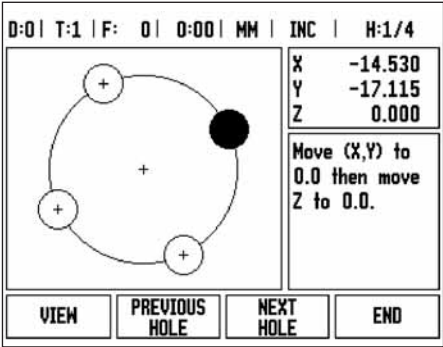 D:0 | T:1 | F: 0 | 0:00 | MM | INC | H:1/4
X -14.530
Y -17.115
Z 0.000
Move (X,Y) to
0.0 then move
Z to 0.0.
VIEW
PREVIOUS
HOLE
NEXT
HOLE
END